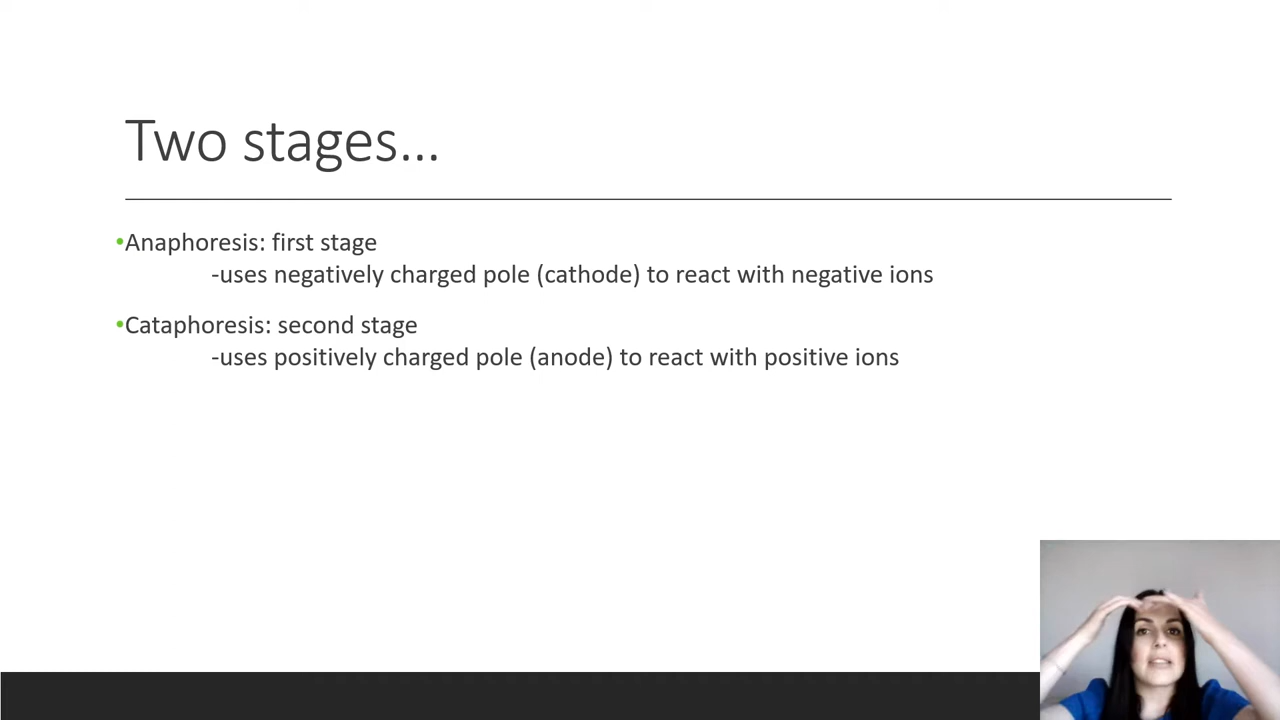 Two stages...
•Anaphoresis: first stage
-uses negatively charged pole (cathode) to react with negative ions
•Cataphoresis: second stage
-uses positively charged pole (anode) to react with positive ions